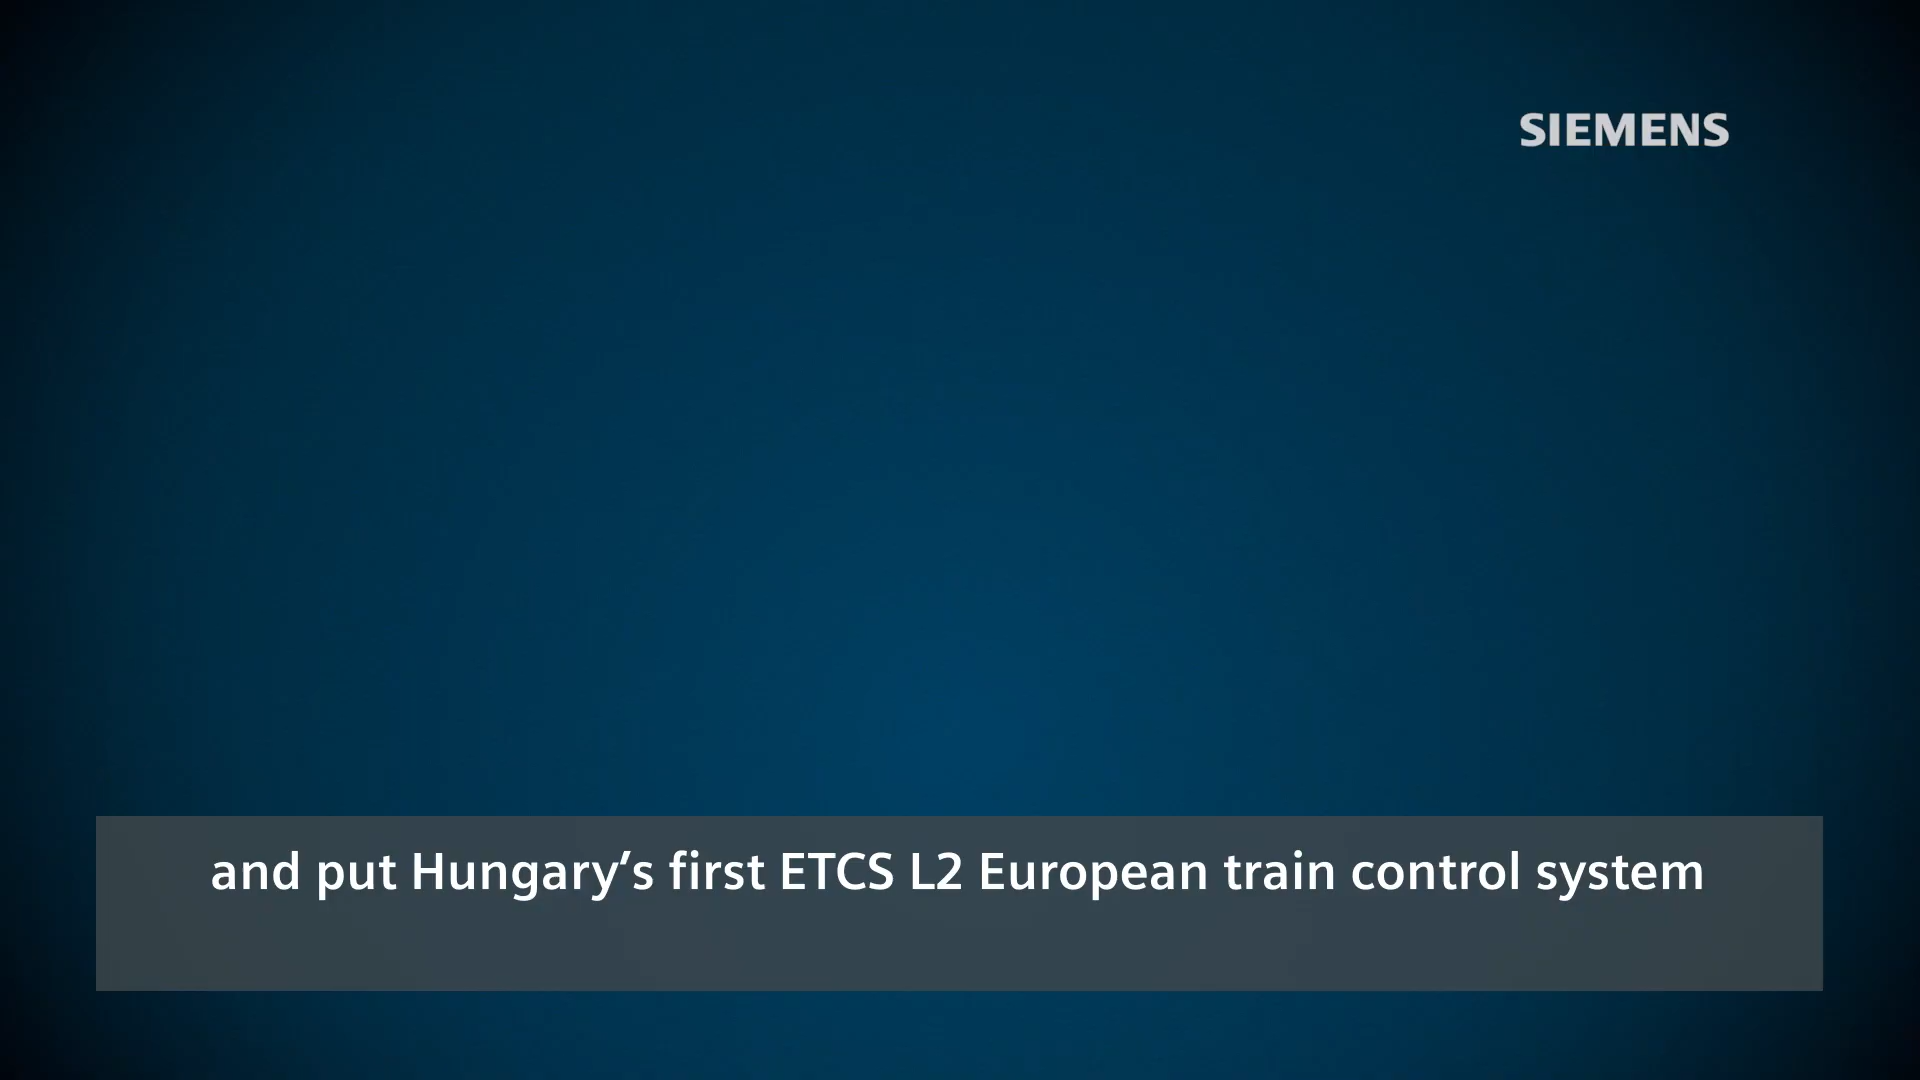 SIEMENS
and put Hungary’s first ETCS L2 European train control system